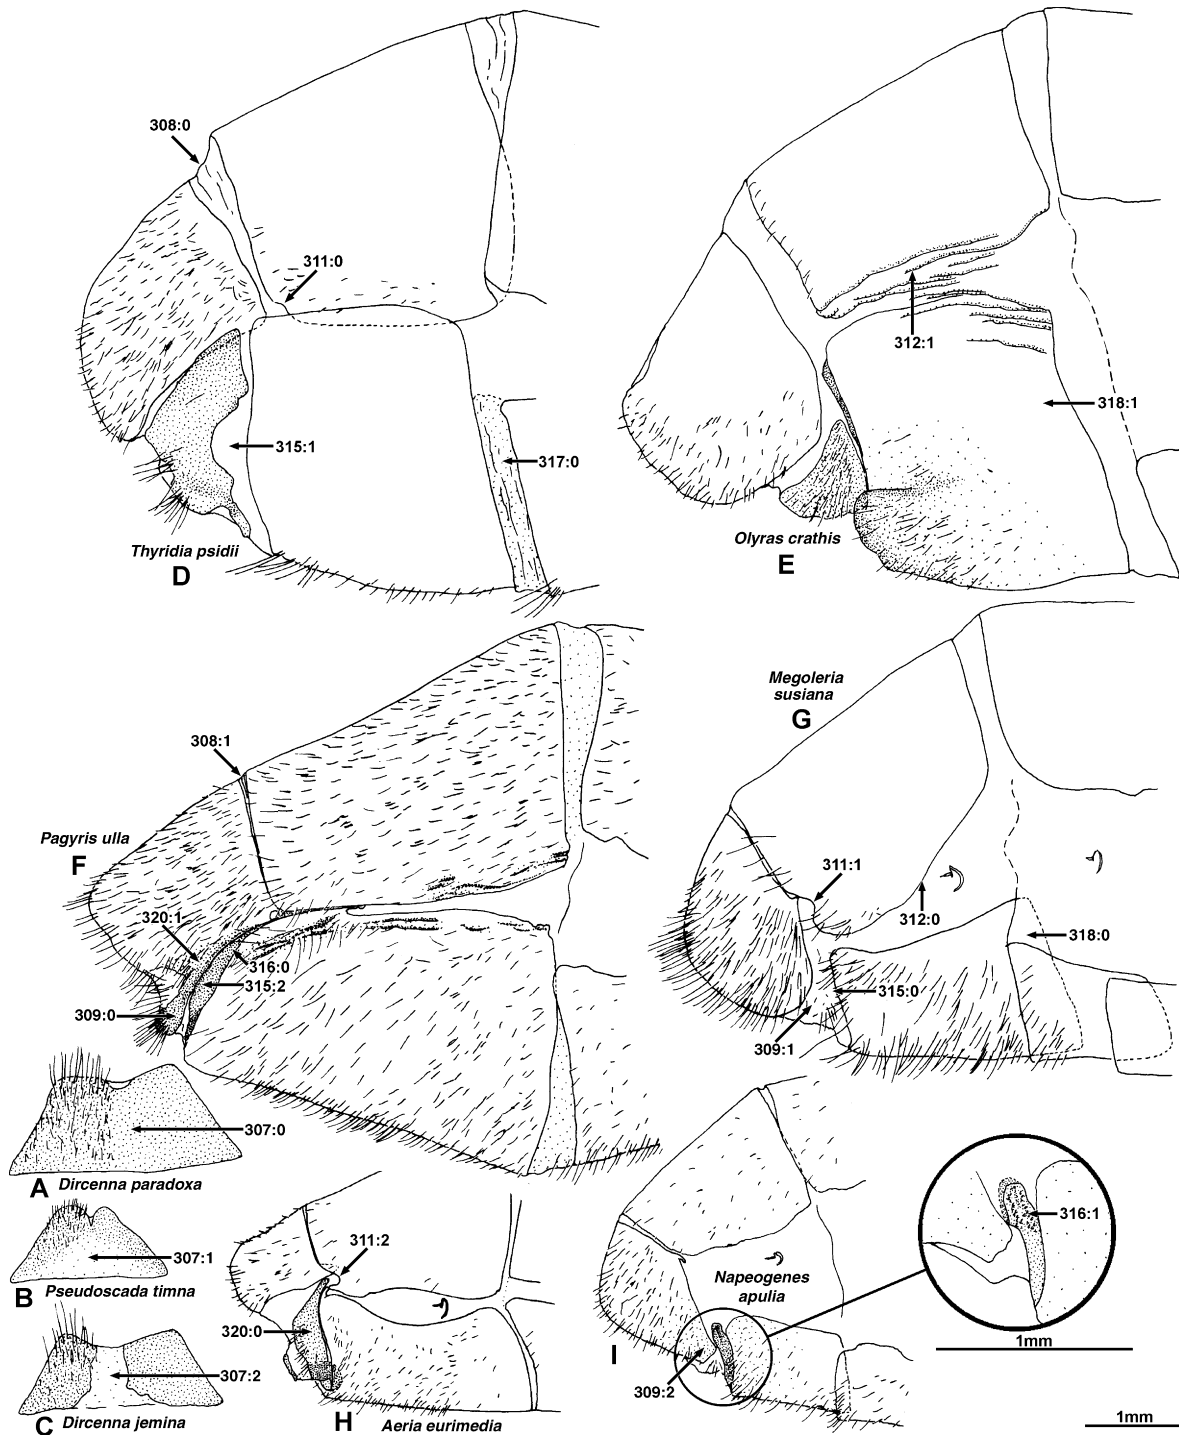 308:0
311:0
315:1
317:0
Thyridia psidii
D
312:1
318:1
Olyras crathis
E
308:1
Pagyris ulla
F
320:1
316:0
315:2
309:0
Megoleria
susiana
G
311:1
312:0
318:0
315:0
309:1
307:0
A Dircenna paradoxa
307:1
B Pseudoscada timna
307:2
C Dircenna jemina
311:2
320:0
H Aeria eurimedia
Napeogenes
apulia
I
309:2
316:1
1mm
1mm